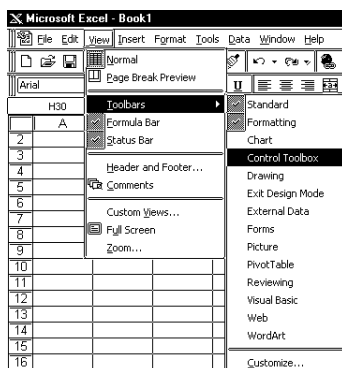 Microsoft Excel - Book1
File Edit View Insert Format Tools Data Window Help
Arial
U
H30
A
2
3
4
5
6
7
8
9
10
11
12
13
14
15
16
Normal
Page Break Preview
Toolbars
Formula Bar
Status Bar
Header and Footer...
Comments
Custom Views...
Full Screen
Zoom...
Standard
Formatting
Chart
Control Toolbox
Drawing
Exit Design Mode
External Data
Forms
Picture
PivotTable
Reviewing
Visual Basic
Web
WordArt
Customize...